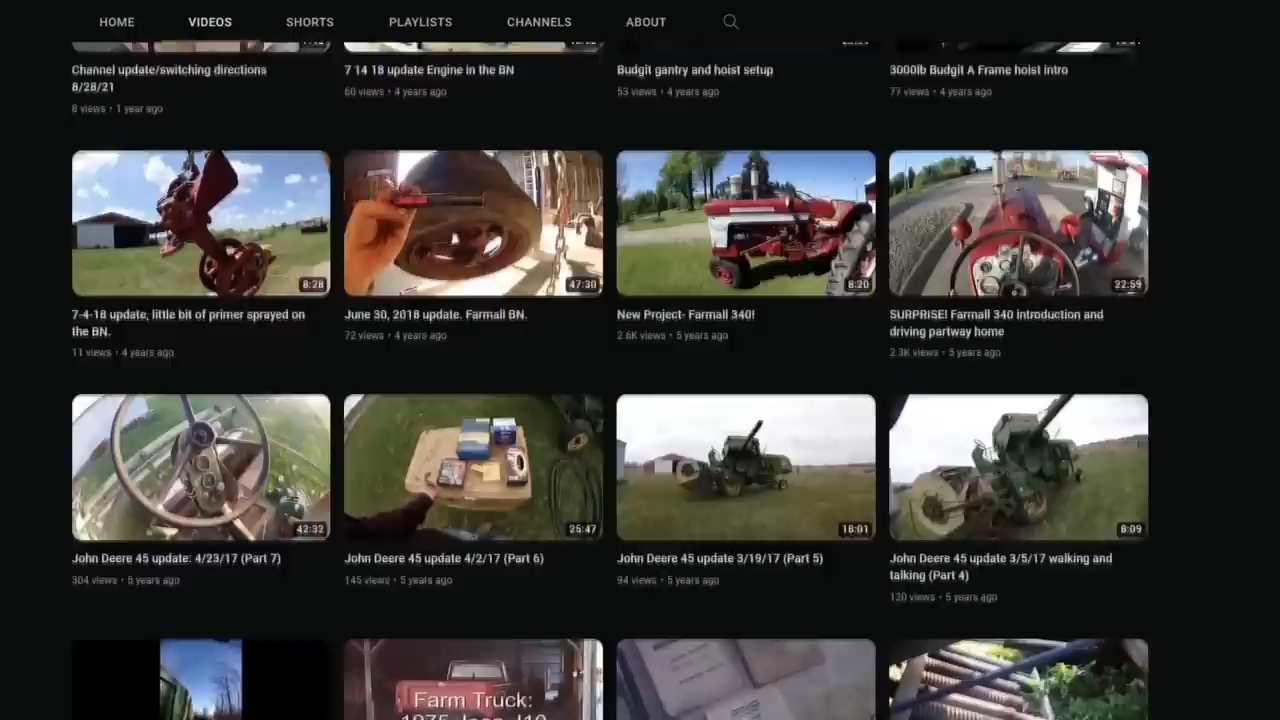 HOME VIDEOS SHORTS PLAYLISTS CHANNELS ABOUT
Channel update/switching directions
8/28/21
8 views • 1 year ago
7 14 18 update Engine in the BN
60 views • 4 years ago
Budgit gantry and hoist setup
53 views • 4 years ago
3000lb Budgit A Frame hoist intro
77 views • 4 years ago
8:28
7-4-18 update, little bit of primer sprayed on
the BN.
11 views • 4 years ago
47:30
June 30, 2018 update. Farmall BN.
72 views • 4 years ago
8:20
New Project- Farmall 340!
2.6K views • 5 years ago
22:59
SURPRISE! Farmall 340 introduction and
driving partway home
2.3K views • 5 years ago
42:32
John Deere 45 update: 4/23/17 (Part 7)
304 views • 5 years ago
25:47
John Deere 45 update 4/2/17 (Part 6)
145 views • 5 years ago
18:01
John Deere 45 update 3/19/17 (Part 5)
94 views • 5 years ago
8:09
John Deere 45 update 3/5/17 walking and
talking (Part 4)
120 views • 5 years ago
Farm Truck:
1975 Jeep J10